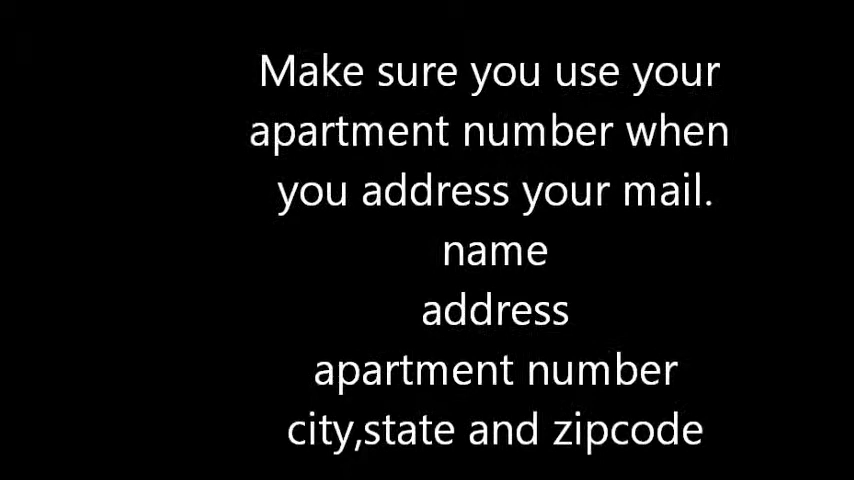 Make sure you use your
apartment number when
you address your mail.
name
address
apartment number
city,state and zipcode